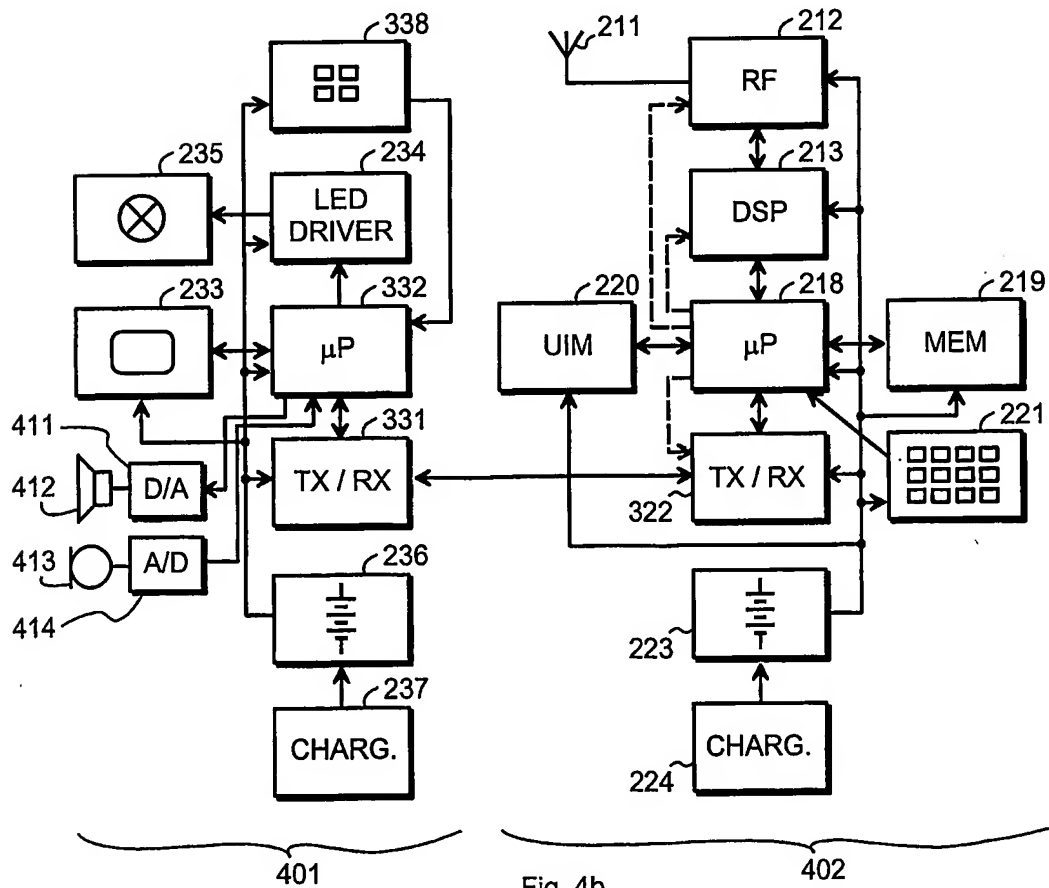 338
211
212
RF
235
234
LED
DRIVER
213
DSP
233
332
μP
220
UIM
218
μP
219
MEM
411
412
D/A
331
TX / RX
322
TX / RX
221
413
A/D
414
236
223
237
CHARG.
224
CHARG.
401
402
Fig. 4b